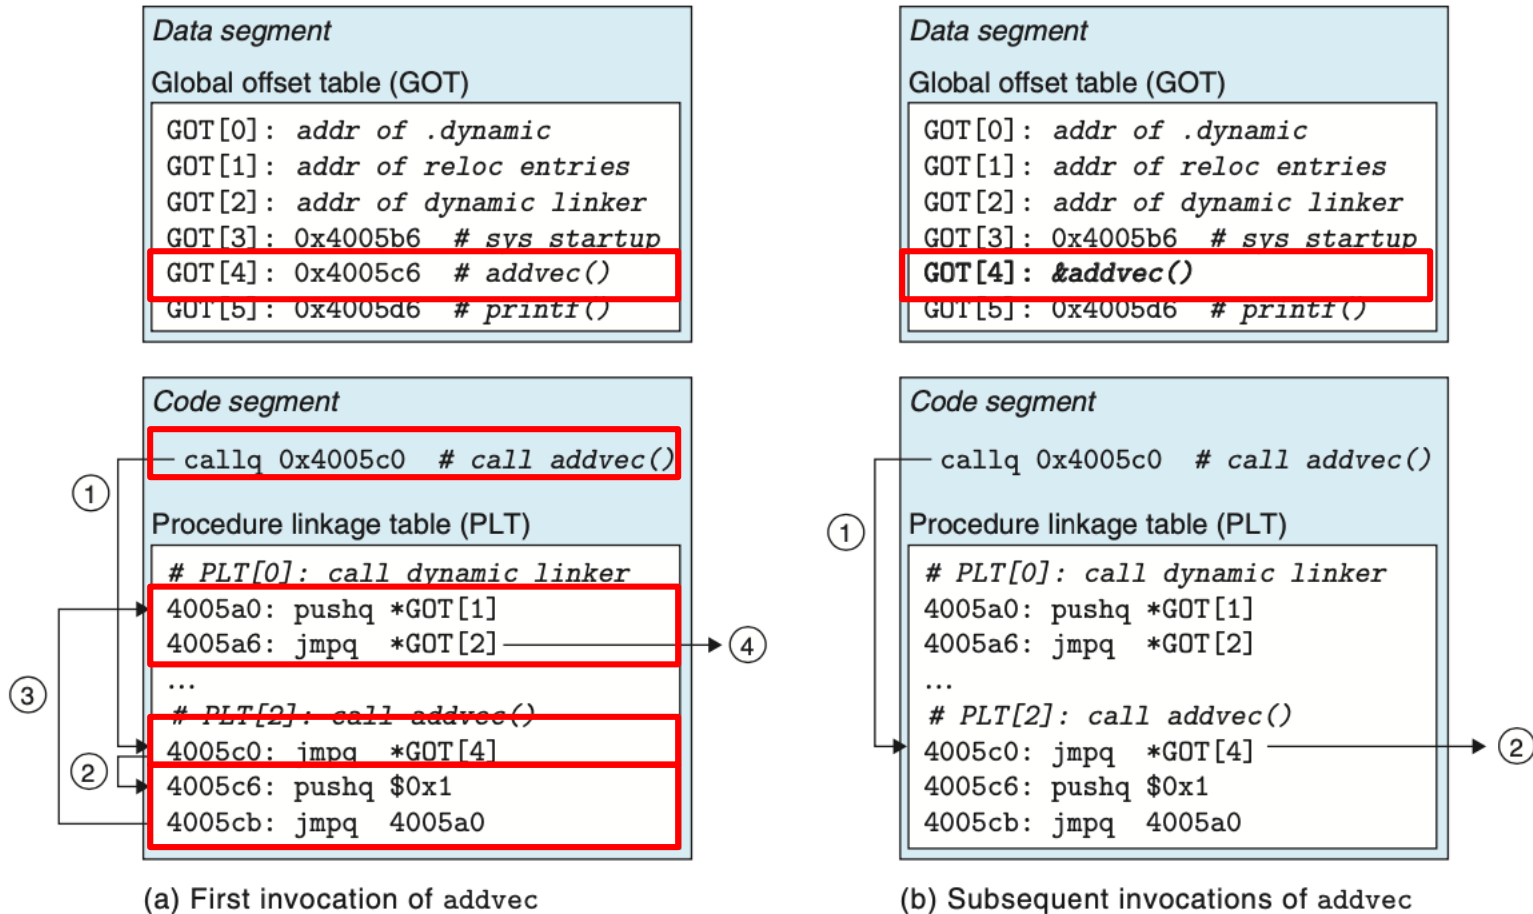 Data segment
Global offset table (GOT)
GOT[0]: addr of .dynamic
GOT[1]: addr of reloc entries
GOT[2]: addr of dynamic linker
GOT[3]: 0x4005b6 # sys startup
GOT[4]: 0x4005c6 # addvec()
GOT[5]: 0x4005d6 # printf()
Code segment
callq 0x4005c0 # call addvec()
1
Procedure linkage table (PLT)
# PLT[0]: call dynamic linker
4005a0: pushq *GOT[1]
4005a6: jmpq *GOT[2]
4
...
3
# PLT[2]: call addvec()
4005c0: jmpq *GOT[4]
2
4005c6: pushq $0x1
4005cb: jmpq 4005a0
(a) First invocation of addvec
Data segment
Global offset table (GOT)
GOT[0]: addr of .dynamic
GOT[1]: addr of reloc entries
GOT[2]: addr of dynamic linker
GOT[3]: 0x4005b6 # sys startup
GOT[4]: &addvec()
GOT[5]: 0x4005d6 # printf()
Code segment
callq 0x4005c0 # call addvec()
1
Procedure linkage table (PLT)
# PLT[0]: call dynamic linker
4005a0: pushq *GOT[1]
4005a6: jmpq *GOT[2]
...
# PLT[2]: call addvec()
4005c0: jmpq *GOT[4]
2
4005c6: pushq $0x1
4005cb: jmpq 4005a0
(b) Subsequent invocations of addvec